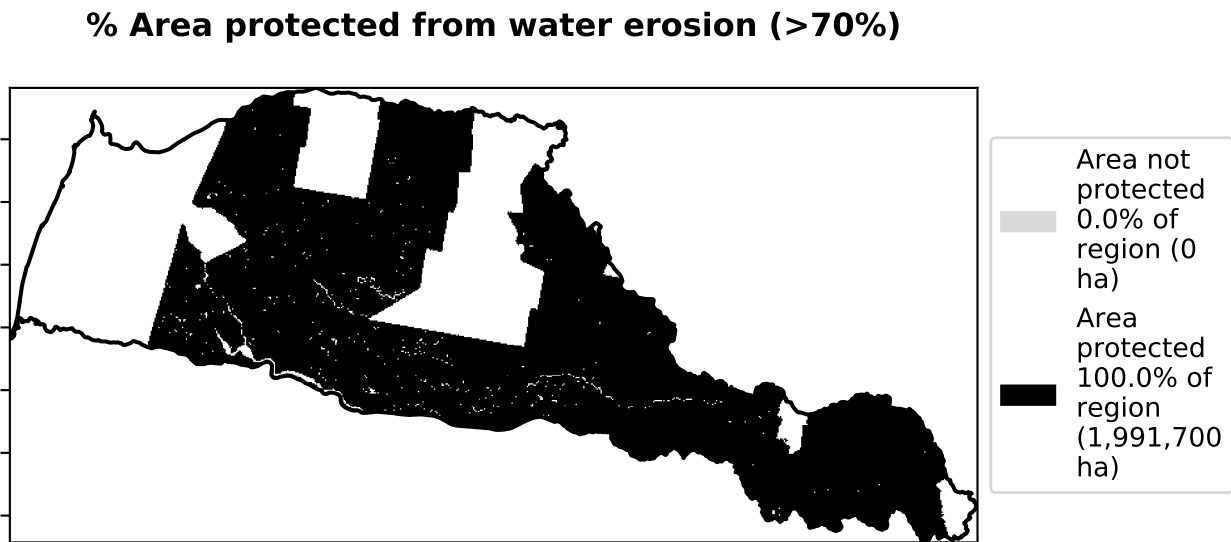 % Area protected from water erosion (>70%)
Area not
protected
0.0% of
region (0
ha)
Area
protected
100.0% of
region
(1,991,700
ha)